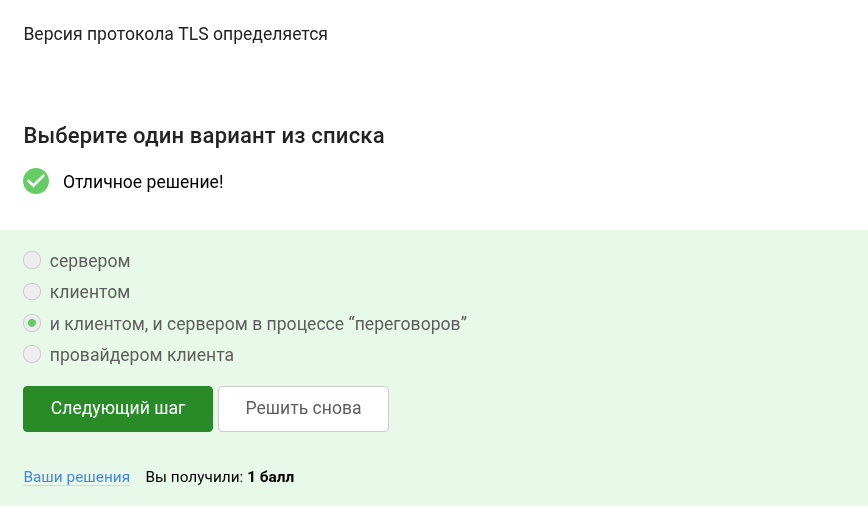 Версия протокола TLS определяется
Выберите один вариант из списка
Отличное решение!
сервером
клиентом
и клиентом, и сервером в процессе “переговоров”
провайдером клиента
Следующий шаг Решить снова
Ваши решения Вы получили: 1 балл